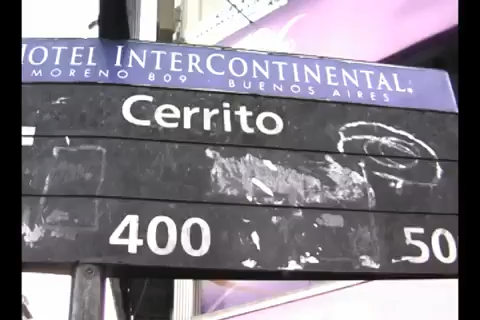 HOTEL INTERCONTINENTAL.
MORENO 809 · BUENOS AIRES
Cerrito
400 50